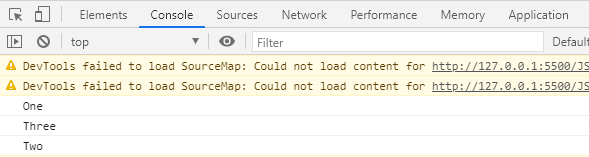 Elements Console Sources Network Performance Memory Application
top Filter Default
DevTools failed to load SourceMap: Could not load content for http://127.0.0.1:5500/JS
DevTools failed to load SourceMap: Could not load content for http://127.0.0.1:5500/JS
One
Three
Two